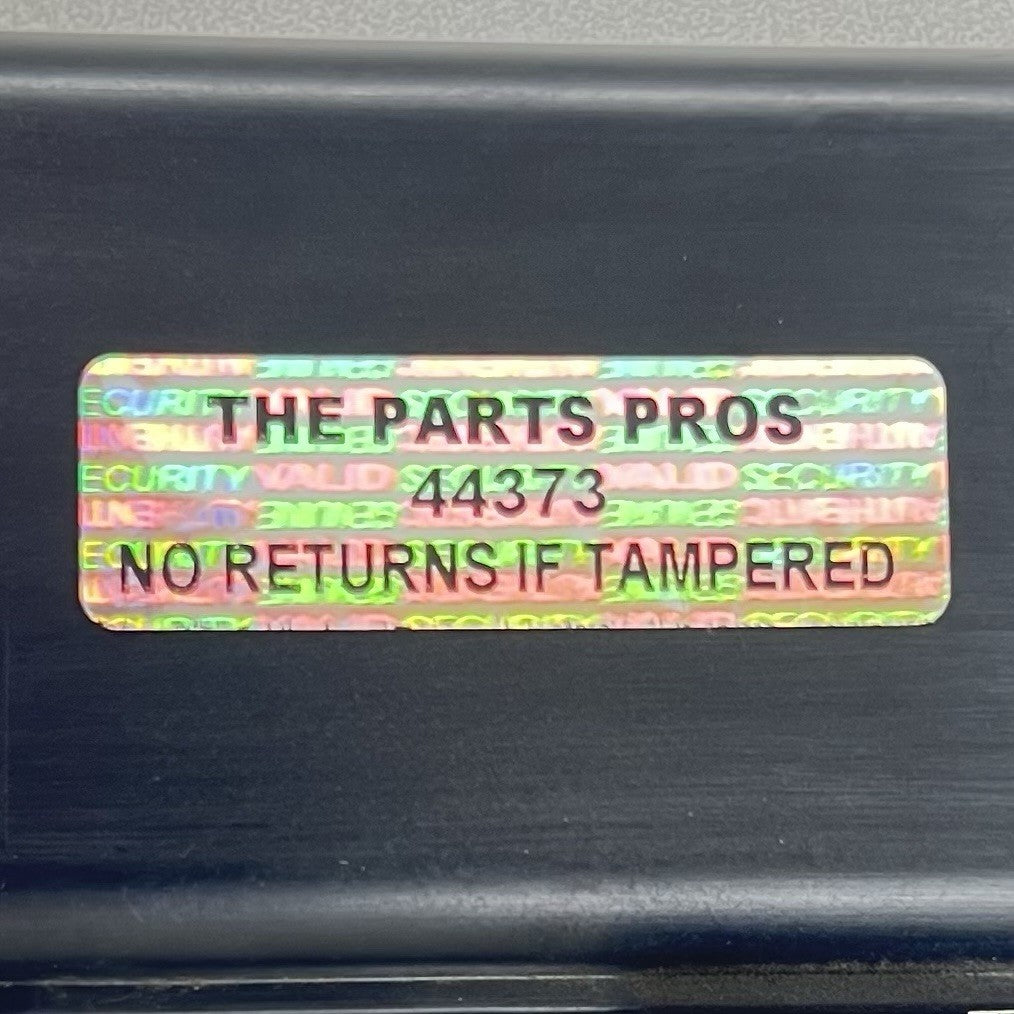 THE PARTS PROS
44373
NO RETURNS IF TAMPERED